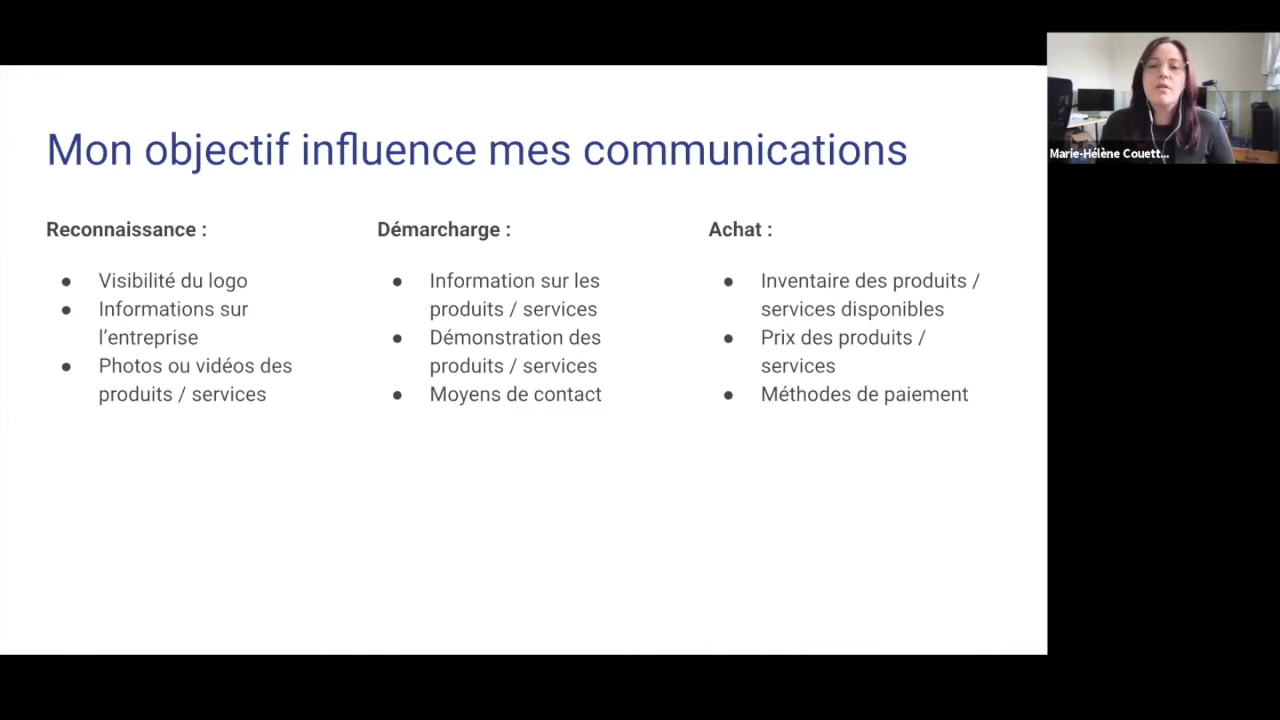 Mon objectif influence mes communications
Reconnaissance :
● Visibilité du logo
● Informations sur
l’entreprise
● Photos ou vidéos des
produits / services
Démarcharge :
● Information sur les
produits / services
● Démonstration des
produits / services
● Moyens de contact
Achat :
● Inventaire des produits /
services disponibles
● Prix des produits /
services
● Méthodes de paiement
Marie-Hélène Couett...